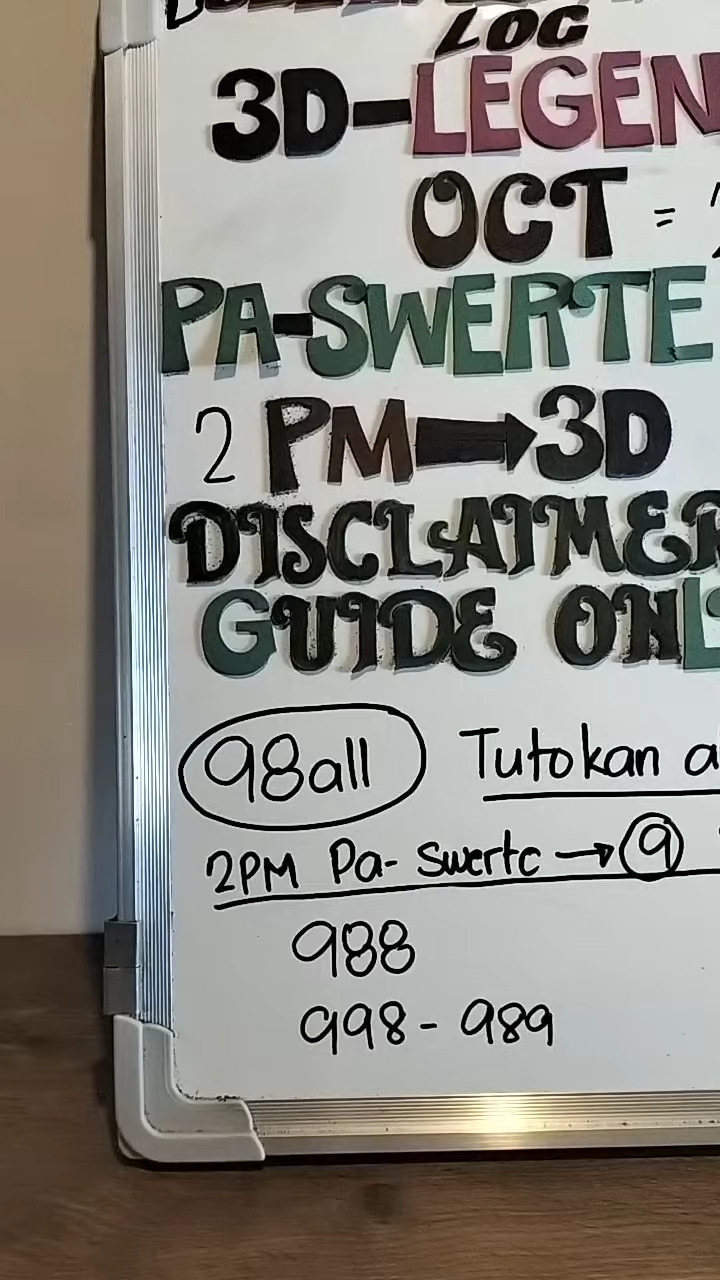 LOG
3D-LEGEN
OCT =
PA-SWERTE
2 PM 3D
DISCLAIMER
GUIDE ONL
98all Tutokan a
2PM Pa-Swerte → 9
988
998 - 989